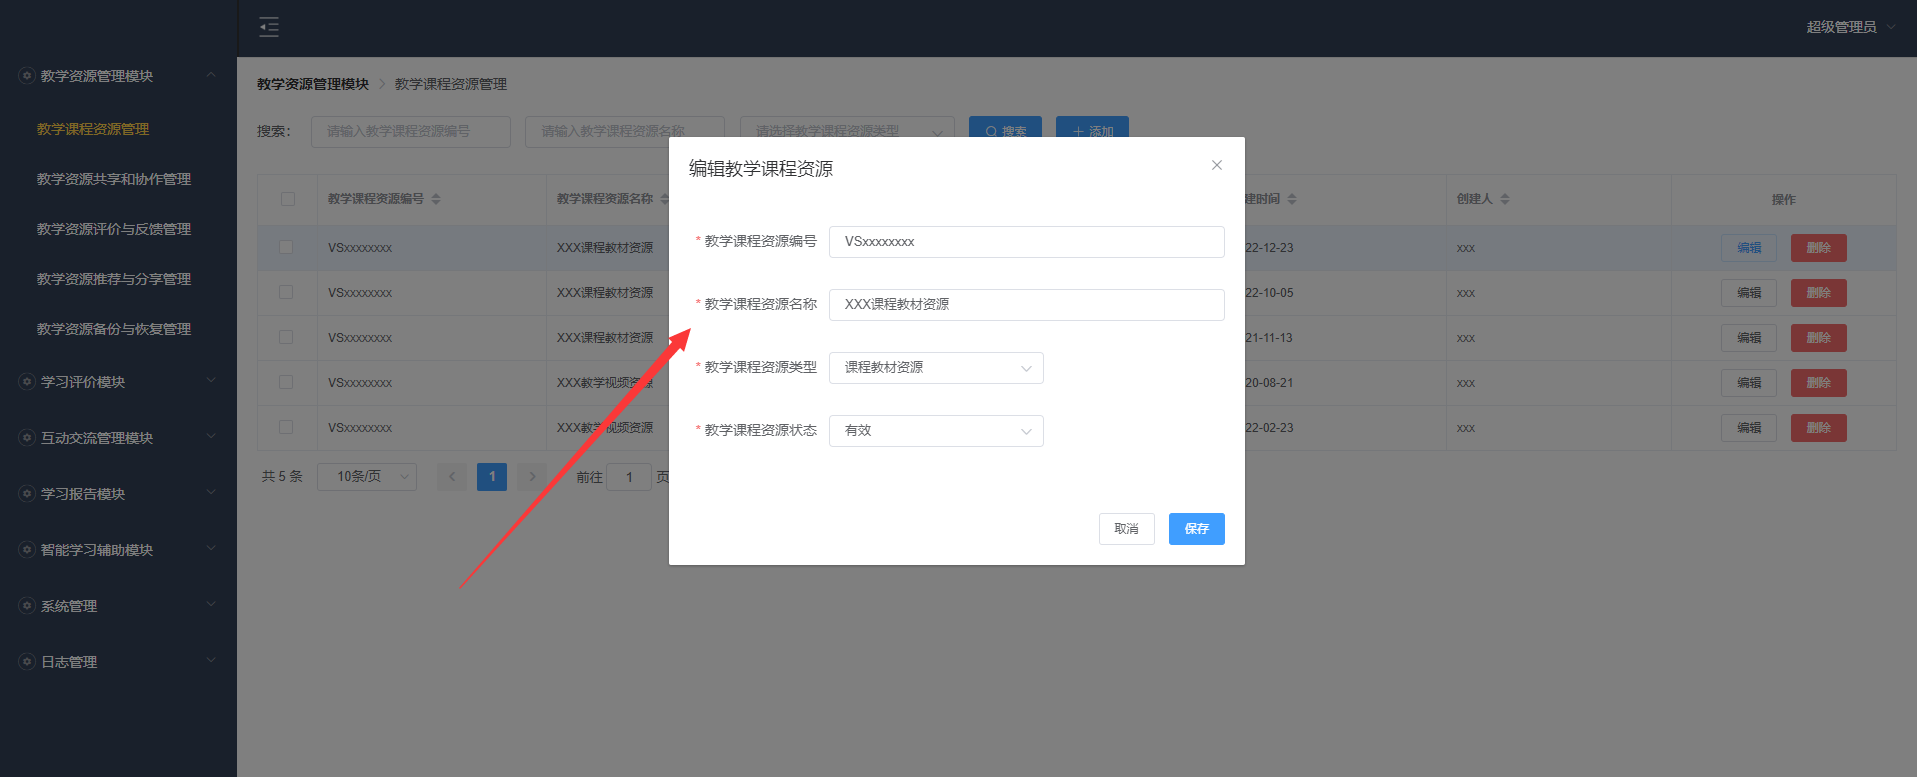 超级管理员
教学资源管理模块
教学课程资源管理
教学资源共享和协作管理
教学资源评价与反馈管理
教学资源推荐与分享管理
教学资源备份与恢复管理
学习评价模块
互动交流管理模块
学习报告模块
智能学习辅助模块
系统管理
日志管理
教学资源管理模块 > 教学课程资源管理
搜索: 请输入教学课程资源编号 请输入教学课程资源名称 请选择教学课程资源类型 搜索 + 添加
教学课程资源编号 教学课程资源名称 建时间 创建人 操作
VSxxxxxxxx XXX课程教材资源 22-12-23 xxx 编辑 删除
VSxxxxxxxx XXX课程教材资源 22-10-05 xxx 编辑 删除
VSxxxxxxxx XXX课程教材资源 21-11-13 xxx 编辑 删除
VSxxxxxxxx XXX教学视频资源 20-08-21 xxx 编辑 删除
VSxxxxxxxx XXX教学视频资源 22-02-23 xxx 编辑 删除
共 5 条 10条/页 < 1 > 前往 1 页
编辑教学课程资源
* 教学课程资源编号 VSxxxxxxxx
* 教学课程资源名称 XXX课程教材资源
* 教学课程资源类型 课程教材资源
* 教学课程资源状态 有效
取消 保存